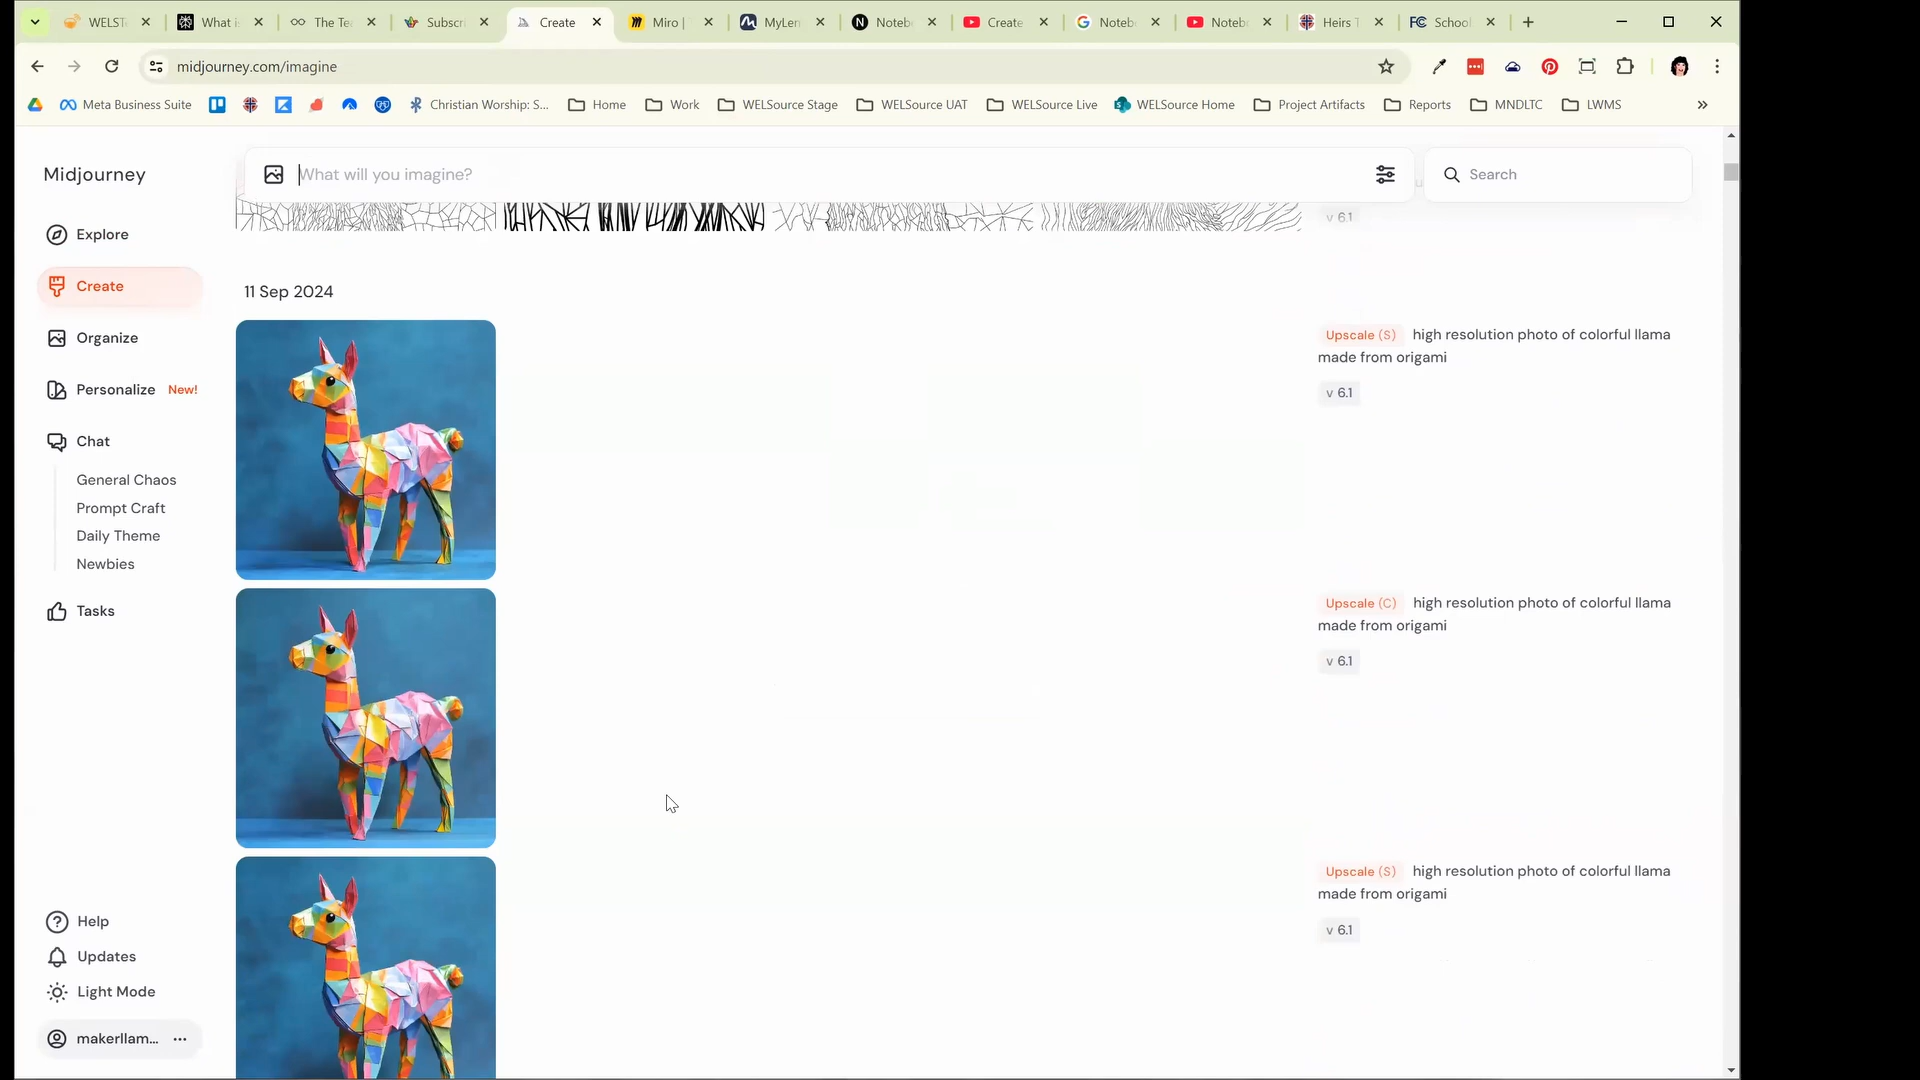 WELST
What is
The Tea
Subscri
Create
Miro |
MyLen
Notebo
Create
Notebo
Notebo
Heirs T
School
midjourney.com/imagine
Meta Business Suite
Christian Worship: S...
Home
Work
WELSource Stage
WELSource UAT
WELSource Live
WELSource Home
Project Artifacts
Reports
MNDLTC
LWMS
»
Midjourney
What will you imagine?
Search
v 6.1
Explore
Create
Organize
Personalize New!
Chat
General Chaos
Prompt Craft
Daily Theme
Newbies
Tasks
11 Sep 2024
Upscale (S) high resolution photo of colorful llama
made from origami
v 6.1
Upscale (C) high resolution photo of colorful llama
made from origami
v 6.1
Upscale (S) high resolution photo of colorful llama
made from origami
v 6.1
Help
Updates
Light Mode
makerllam... ...